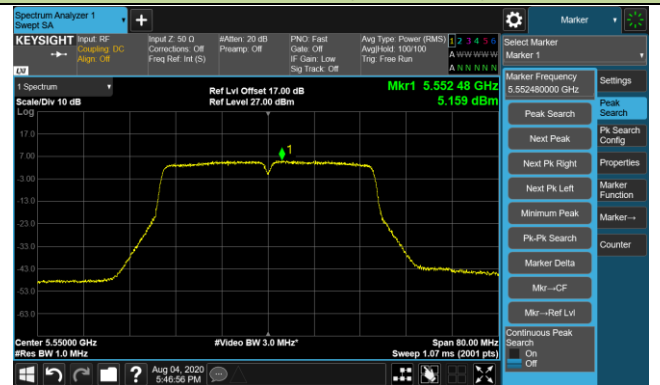 Spectrum Analyzer 1
Swept SA
+
Marker
KEYSIGHT
Input: RF
Coupling: DC
Align: Off
Input Z: 50 Ω
Corrections: Off
Freq Ref: Int (S)
#Atten: 20 dB
Preamp: Off
PNO: Fast
Gate: Off
IF Gain: Low
Sig Track: Off
Avg Type: Power (RMS)
Avg|Hold: 100/100
Trig: Free Run
1 2 3 4 5 6
A W W W W W
A N N N N N
LXI
Select Marker
Marker 1
1 Spectrum
Scale/Div 10 dB
Log
Ref Lvl Offset 17.00 dB
Ref Level 27.00 dBm
Mkr1 5.552 48 GHz
5.159 dBm
17.0
7.00
-3.00
-13.0
-23.0
-33.0
-43.0
-53.0
-63.0
1
Center 5.55000 GHz
#Res BW 1.0 MHz
#Video BW 3.0 MHz*
Span 80.00 MHz
Sweep 1.07 ms (2001 pts)
Marker Frequency
5.552480000 GHz
Peak Search
Next Peak
Next Pk Right
Next Pk Left
Minimum Peak
Pk-Pk Search
Marker Delta
Mkr→CF
Mkr→Ref Lvl
Continuous Peak
Search
On
Off
Settings
Peak
Search
Pk Search
Config
Properties
Marker
Function
Marker→
Counter
?
Aug 04, 2020
5:46:56 PM